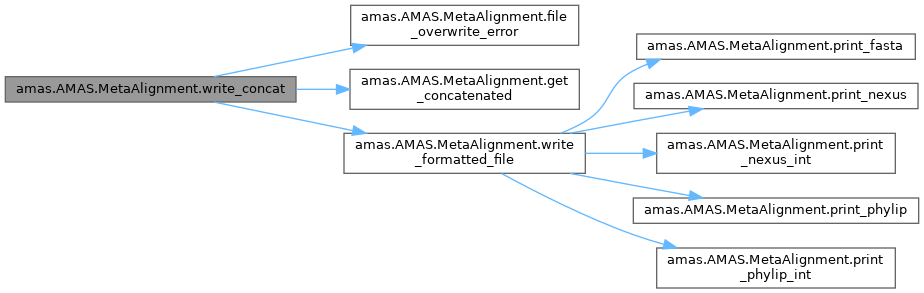 amas.AMAS.MetaAlignment.write_concat
amas.AMAS.MetaAlignment.file
_overwrite_error
amas.AMAS.MetaAlignment.get
_concatenated
amas.AMAS.MetaAlignment.write
_formatted_file
amas.AMAS.MetaAlignment.print_fasta
amas.AMAS.MetaAlignment.print_nexus
amas.AMAS.MetaAlignment.print
_nexus_int
amas.AMAS.MetaAlignment.print_phylip
amas.AMAS.MetaAlignment.print
_phylip_int